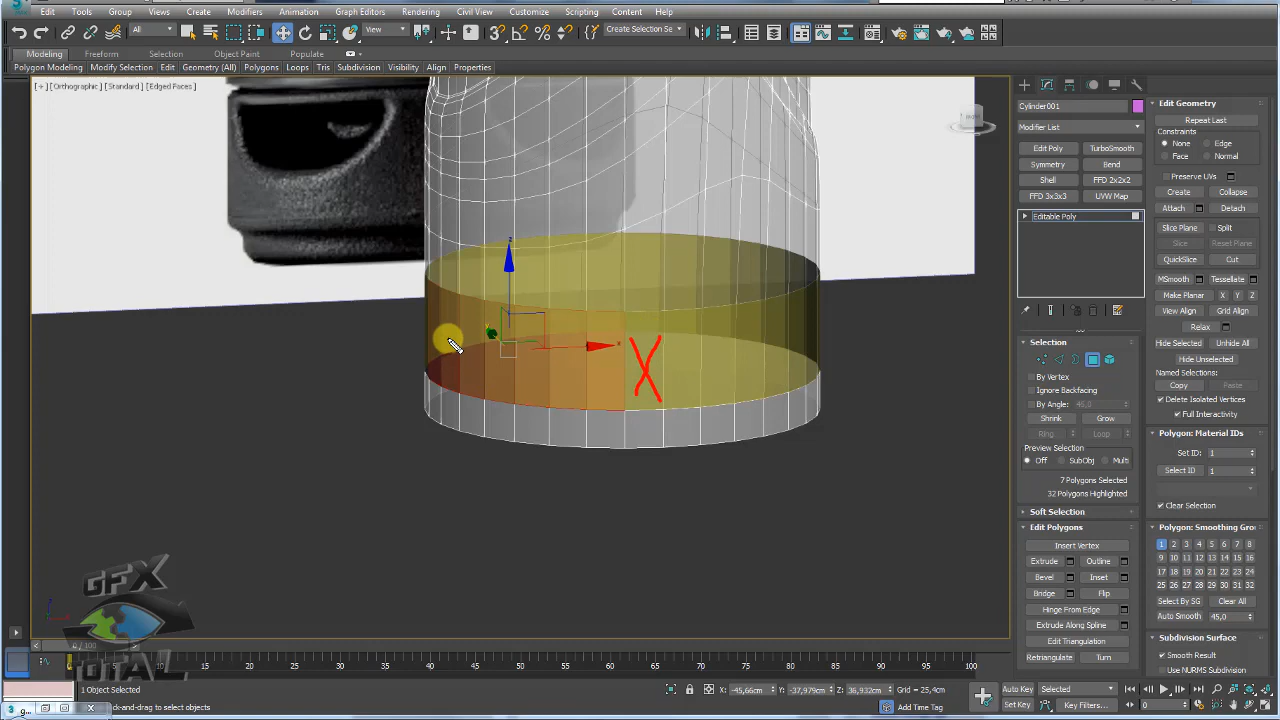 Edit Tools Group Views Create Modifiers Animation Graph Editors Rendering Civil View Customize Scripting Content Help
All View Create Selection Se
Modeling Freeform Selection Object Paint Populate
Polygon Modeling Modify Selection Edit Geometry (All) Polygons Loops Tris Subdivision Visibility Align Properties
[+] [Orthographic] [Standard] [Edged Faces]
Cylinder001
Modifier List
Edit Poly TurboSmooth
Symmetry Bend
Shell FFD 2x2x2
FFD 3x3x3 UVW Map
Editable Poly
Selection
By Vertex
Ignore Backfacing
By Angle: 45,0
Shrink Grow
Ring Loop
Preview Selection
Off SubObj Multi
7 Polygons Selected
32 Polygons Highlighted
Soft Selection
Edit Polygons
Insert Vertex
Extrude Outline
Bevel Inset
Bridge Flip
Hinge From Edge
Extrude Along Spline
Edit Triangulation
Retriangulate Turn
Edit Geometry
Repeat Last
Constraints
None Edge
Face Normal
Preserve UVs
Create Collapse
Attach Detach
Slice Plane Split
Slice Reset Plane
QuickSlice Cut
MSmooth Tessellate
Make Planar X Y Z
View Align Grid Align
Relax
Hide Selected Unhide All
Hide Unselected
Named Selections:
Copy Paste
Delete Isolated Vertices
Full Interactivity
Polygon: Material IDs
Set ID: 1
Select ID 1
Clear Selection
Polygon: Smoothing Gro
1 2 3 4 5 6 7 8
9 10 11 12 13 14 15 16
17 18 19 20 21 22 23 24
25 26 27 28 29 30 31 32
Select By SG Clear All
Auto Smooth 45,0
Subdivision Surface
Smooth Result
Use NURMS Subdivision
X
GFX
TOTAL
/ 100
5 15 20 25 30 35 40 45 50 55 60 65 70 75 80 85 90 95 100
1 Object Selected X: -45,66cm Y: -37,979cm Z: 36,932cm Grid = 25,4cm Auto Key Selected
ck-and-drag to select objects Add Time Tag Set Key Key Filters... 0
3 g...